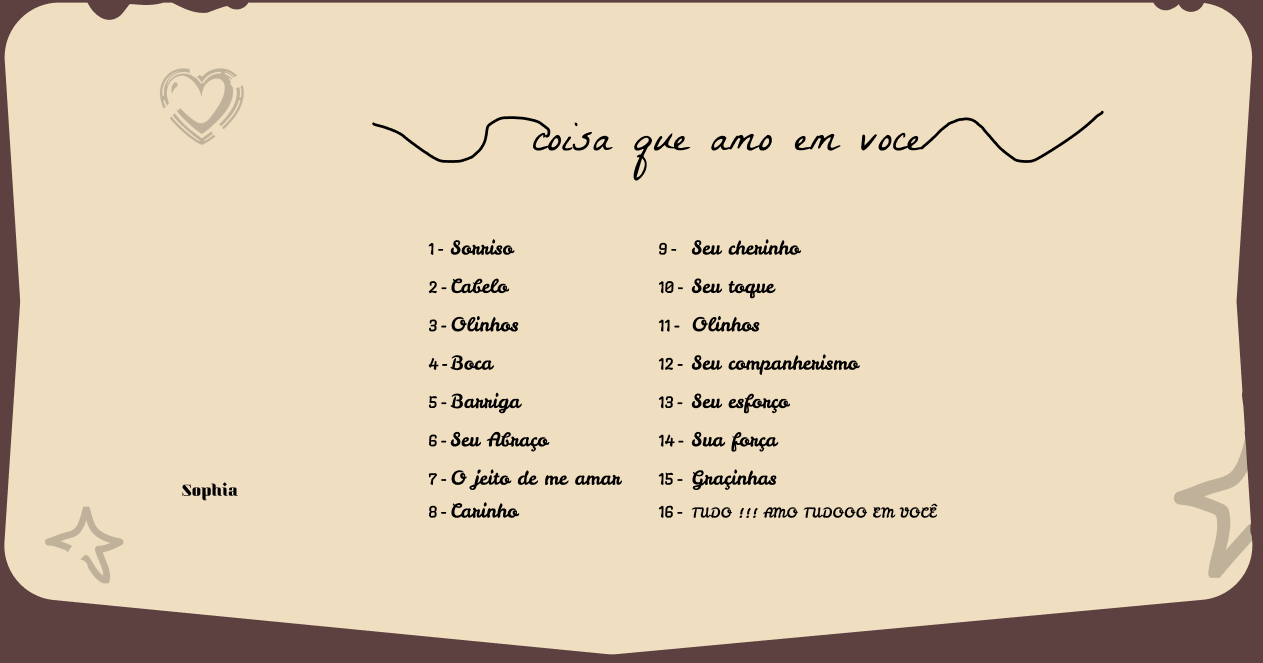 coisa que amo em voce
1 - Sorriso
2 - Cabelo
3 - Olinhos
4 - Boca
5 - Barriga
6 - Seu Abraço
7 - O jeito de me amar
8 - Carinho
9 - Seu cherinho
10 - Seu toque
11 - Olinhos
12 - Seu companherismo
13 - Seu esforço
14 - Sua força
15 - Graçinhas
16 - TUDO !!! AMO TUDOOO EM VOCÊ
Sophia